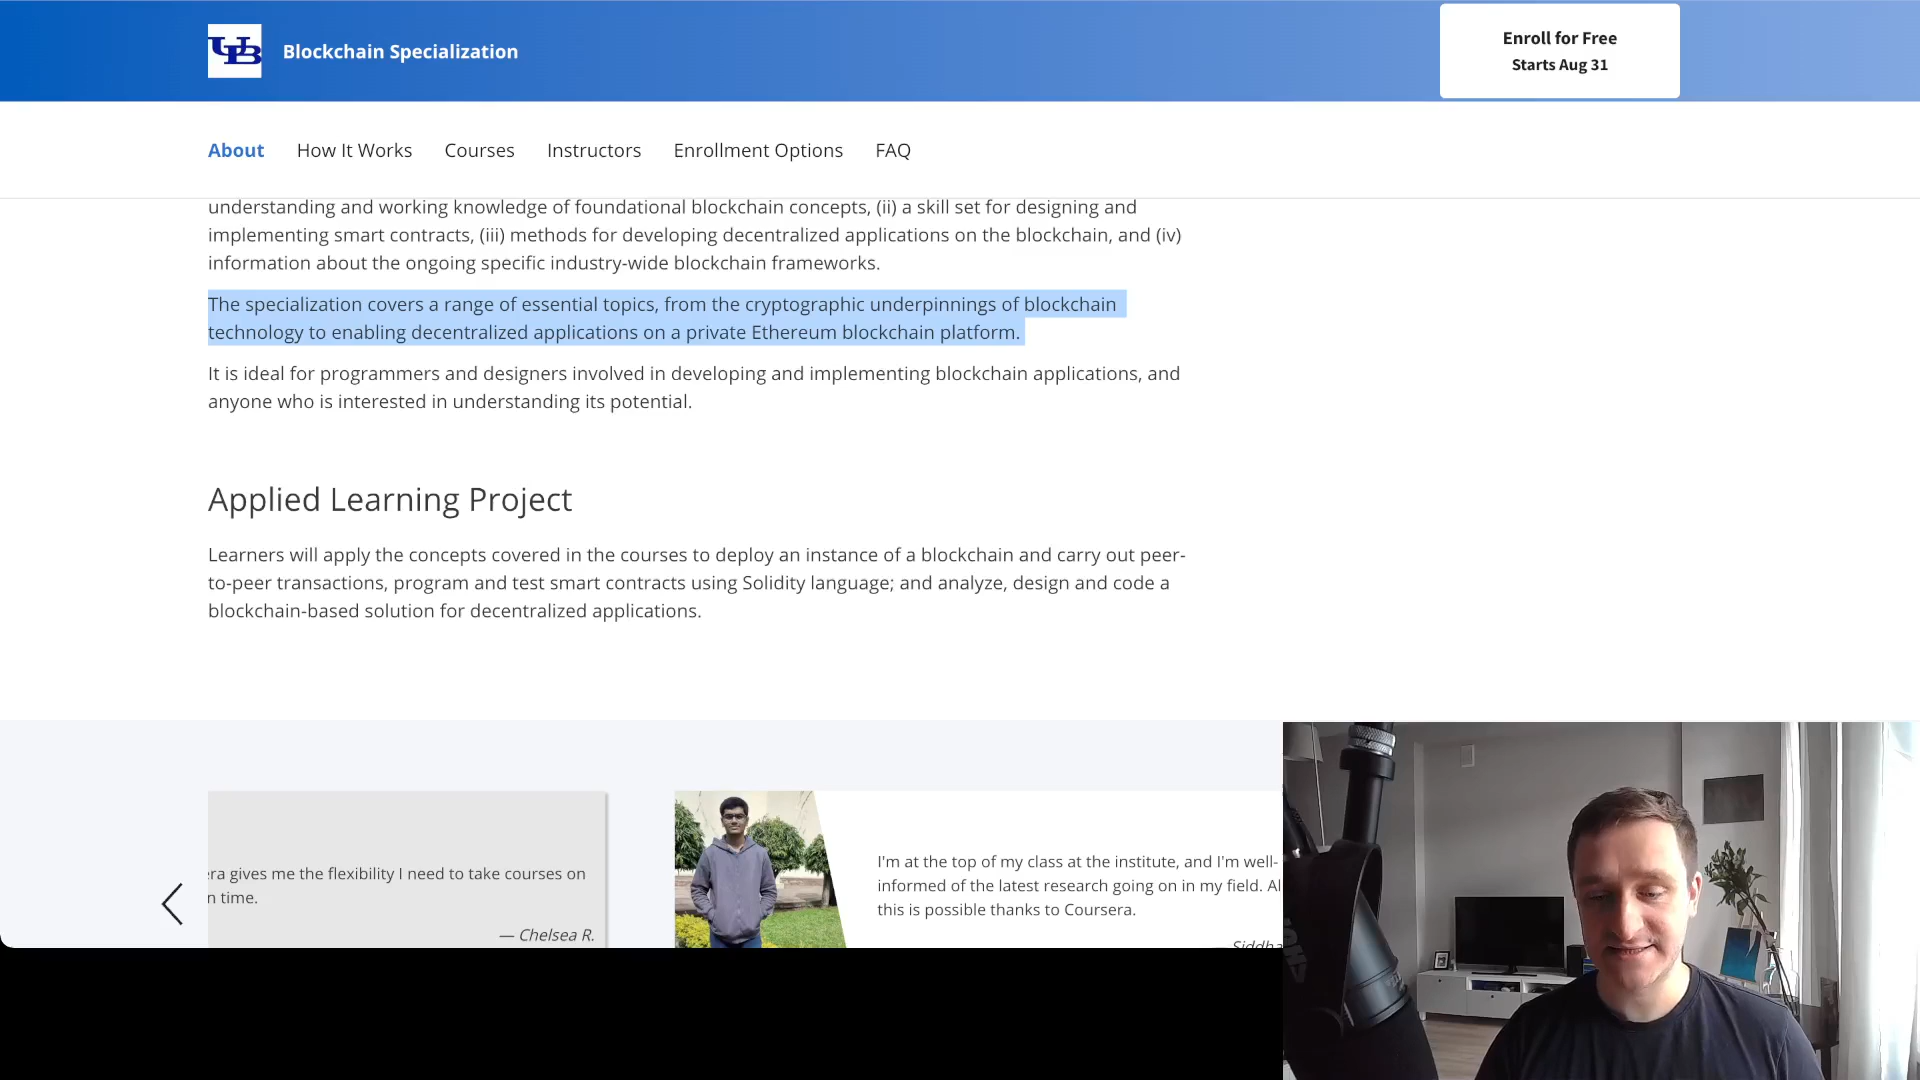 UB
Blockchain Specialization
Enroll for Free
Starts Aug 31
About
How It Works
Courses
Instructors
Enrollment Options
FAQ
understanding and working knowledge of foundational blockchain concepts, (ii) a skill set for designing and
implementing smart contracts, (iii) methods for developing decentralized applications on the blockchain, and (iv)
information about the ongoing specific industry-wide blockchain frameworks.
The specialization covers a range of essential topics, from the cryptographic underpinnings of blockchain
technology to enabling decentralized applications on a private Ethereum blockchain platform.
It is ideal for programmers and designers involved in developing and implementing blockchain applications, and
anyone who is interested in understanding its potential.
Applied Learning Project
Learners will apply the concepts covered in the courses to deploy an instance of a blockchain and carry out peer-
to-peer transactions, program and test smart contracts using Solidity language; and analyze, design and code a
blockchain-based solution for decentralized applications.
era gives me the flexibility I need to take courses on
n time.
— Chelsea R.
I'm at the top of my class at the institute, and I'm well-
informed of the latest research going on in my field. Al
this is possible thanks to Coursera.
— Siddha